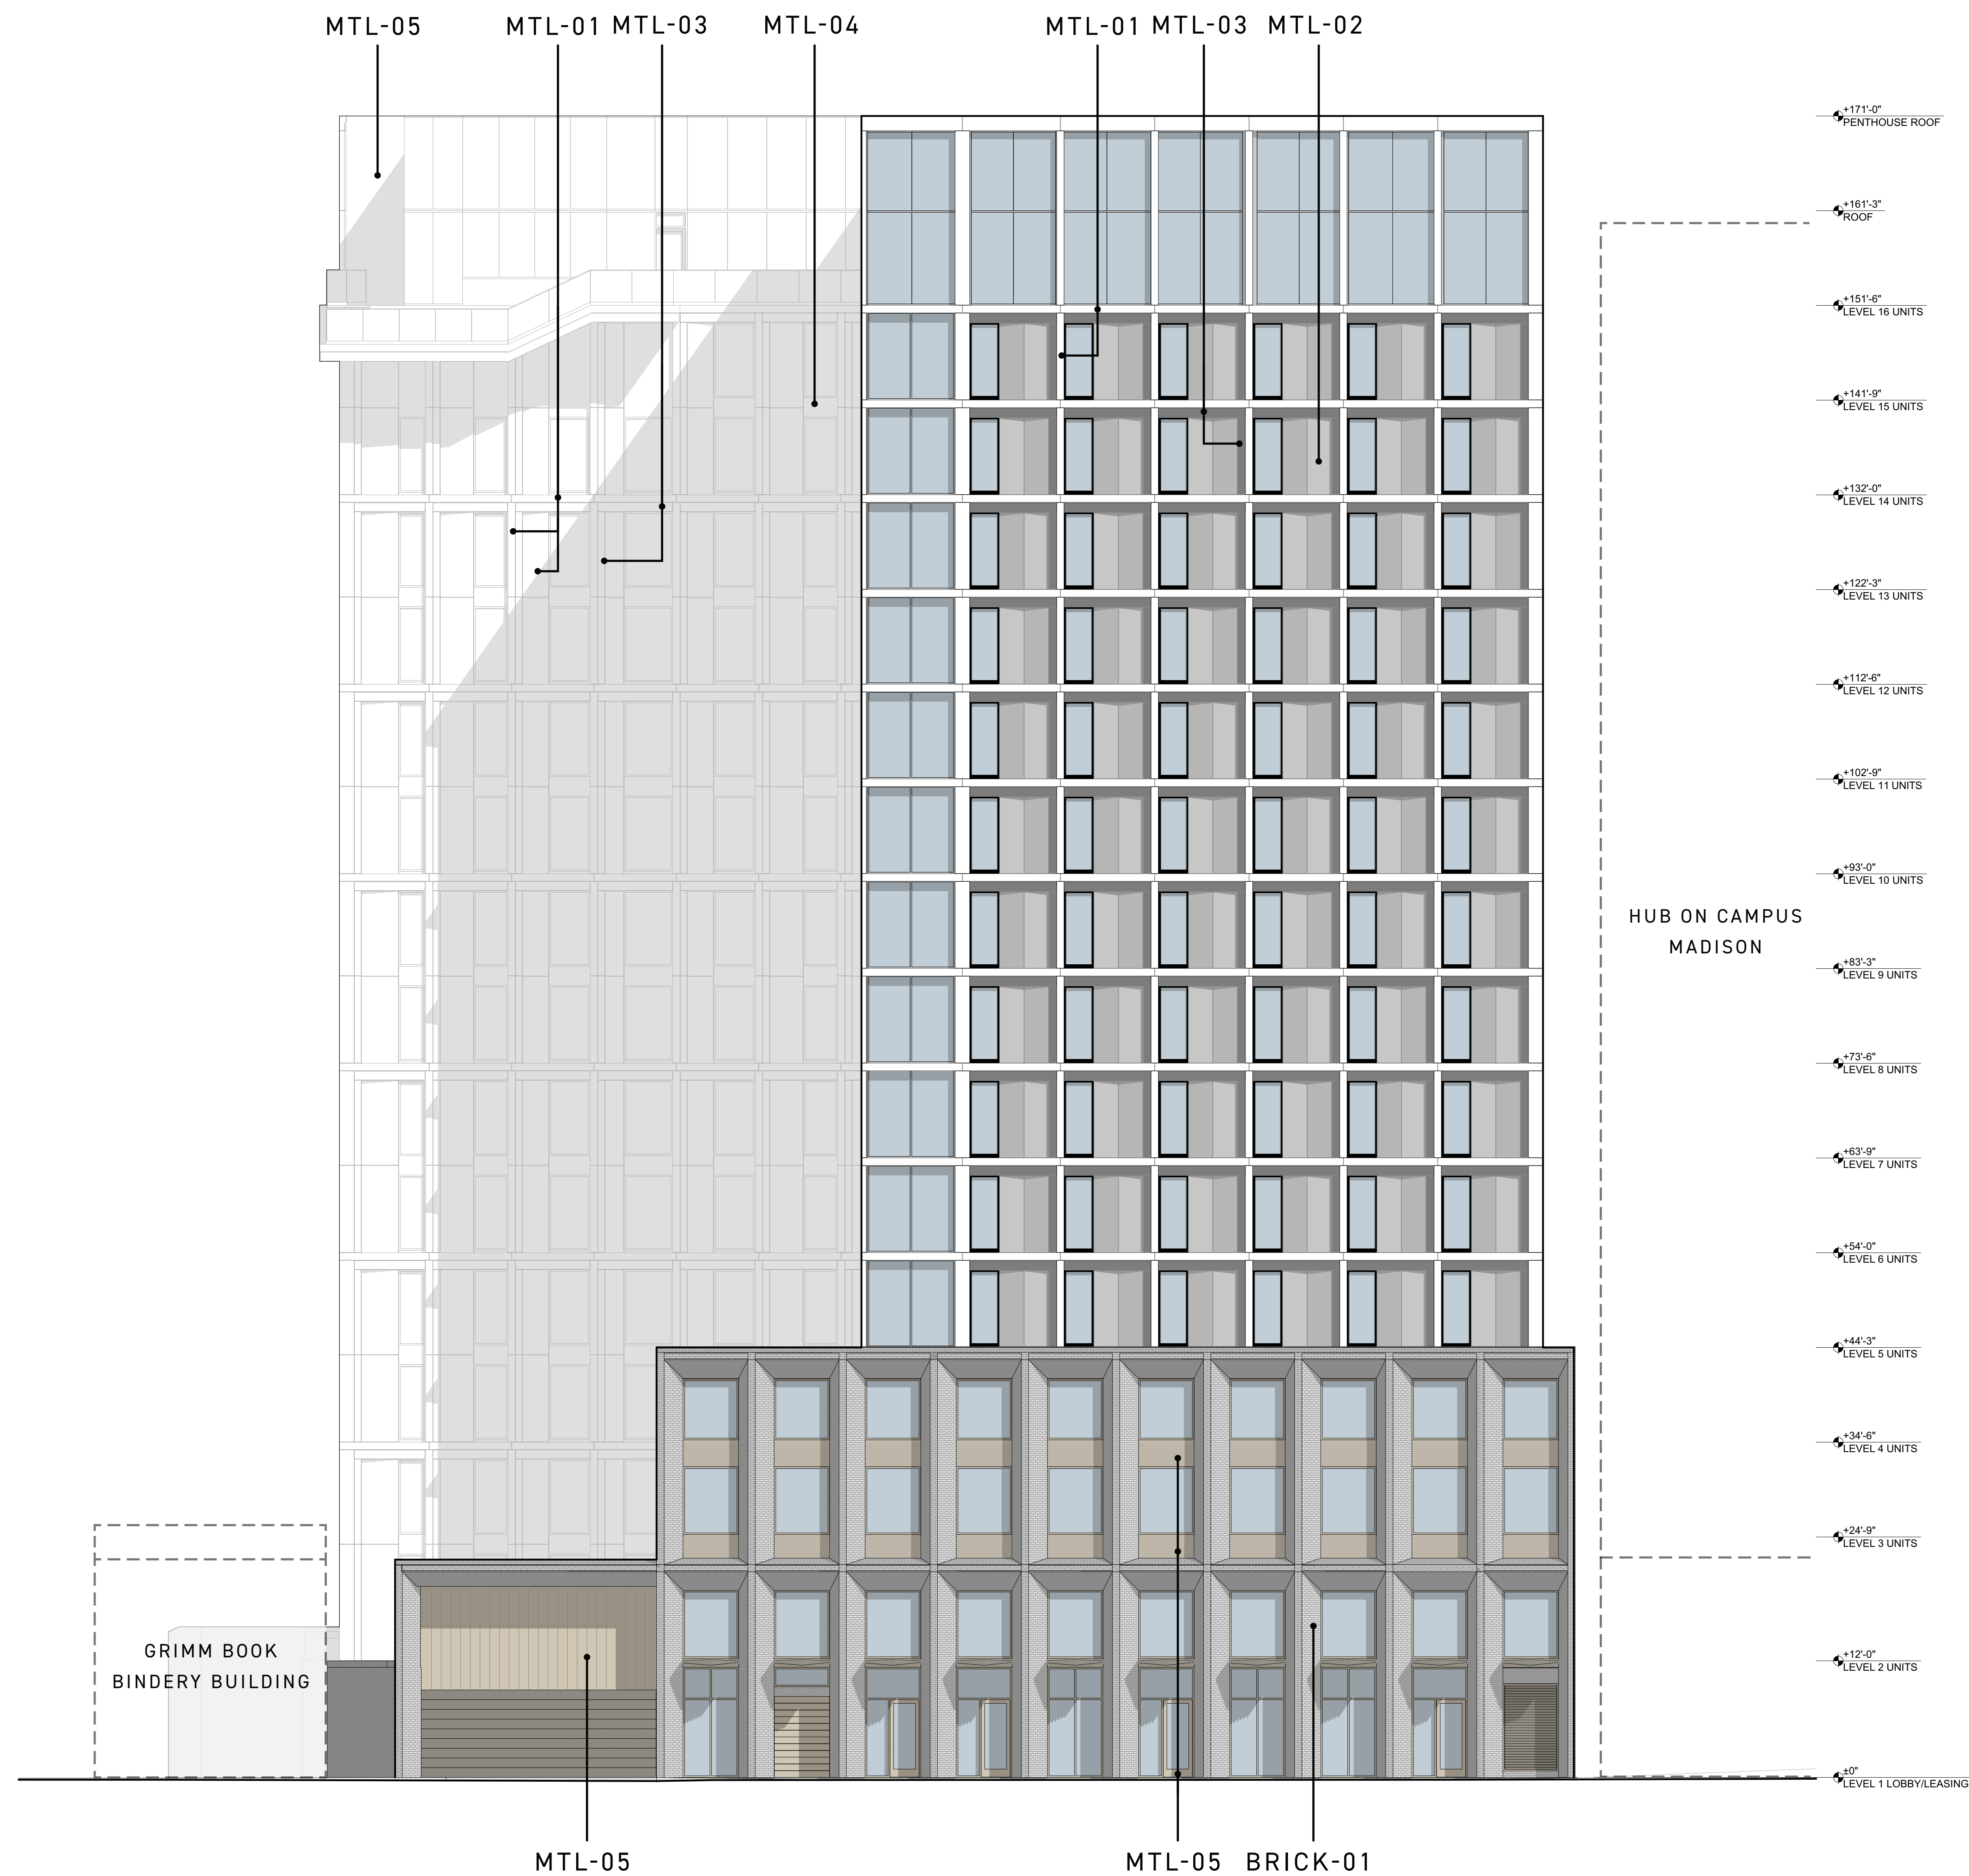 MTL-05
MTL-01
MTL-03
MTL-04
MTL-01
MTL-03
MTL-02
+171'-0"
PENTHOUSE ROOF
+161'-3"
ROOF
+151'-6"
LEVEL 16 UNITS
+141'-9"
LEVEL 15 UNITS
+132'-0"
LEVEL 14 UNITS
+122'-3"
LEVEL 13 UNITS
+112'-6"
LEVEL 12 UNITS
+102'-9"
LEVEL 11 UNITS
+93'-0"
LEVEL 10 UNITS
HUB ON CAMPUS
MADISON
+83'-3"
LEVEL 9 UNITS
+73'-6"
LEVEL 8 UNITS
+63'-9"
LEVEL 7 UNITS
+54'-0"
LEVEL 6 UNITS
+44'-3"
LEVEL 5 UNITS
+34'-6"
LEVEL 4 UNITS
+24'-9"
LEVEL 3 UNITS
GRIMM BOOK
BINDERY BUILDING
+12'-0"
LEVEL 2 UNITS
±0"
LEVEL 1 LOBBY/LEASING
MTL-05
MTL-05
BRICK-01